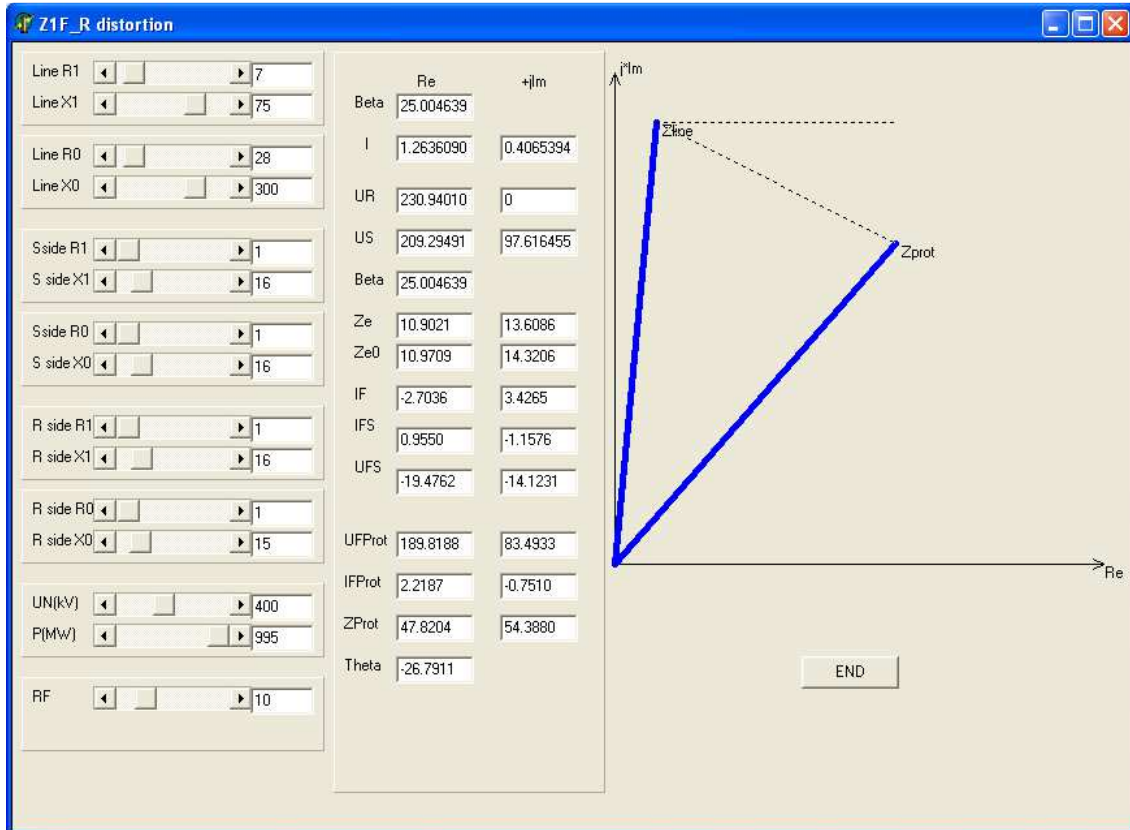 Z1F_R distortion
Line R1 7
Line X1 75
Line R0 28
Line X0 300
Sside R1 1
S side X1 16
Sside R0 1
S side X0 16
R side R1 1
R side X1 16
R side R0 1
R side X0 15
UN(kV) 400
P(MW) 995
RF 10
Re +jIm
Beta 25.004639
I 1.2636090 0.4065394
UR 230.94010 0
US 209.29491 97.616455
Beta 25.004639
Ze 10.9021 13.6086
Ze0 10.9709 14.3206
IF -2.7036 3.4265
IFS 0.9550 -1.1576
UFS -19.4762 -14.1231
UFProt 189.8188 83.4933
IFProt 2.2187 -0.7510
ZProt 47.8204 54.3880
Theta -26.7911
j*Im
Zline
Zprot
Re
END